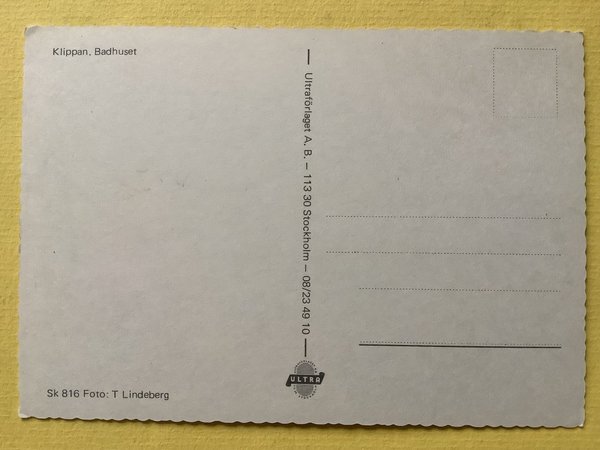 Klippan, Badhuset
Ultraförlaget A. B. – 113 30 Stockholm – 08/23 49 10
ULTRA
Sk 816 Foto: T Lindeberg